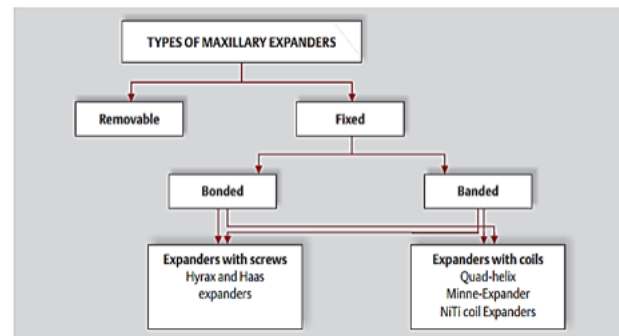 TYPES OF MAXILLARY EXPANDERS
Removable
Fixed
Bonded
Banded
Expanders with screws
Hyrax and Haas
expanders
Expanders with coils
Quad-helix
Minne-Expander
NiTi coil Expanders